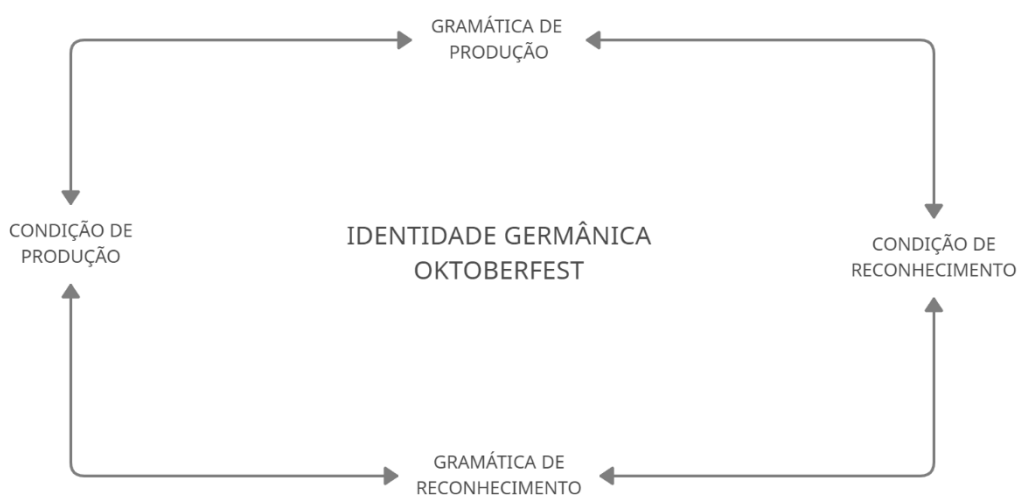 GRAMÁTICA DE
PRODUÇÃO
CONDIÇÃO DE
PRODUÇÃO
IDENTIDADE GERMÂNICA
OKTOBERFEST
CONDIÇÃO DE
RECONHECIMENTO
GRAMÁTICA DE
RECONHECIMENTO